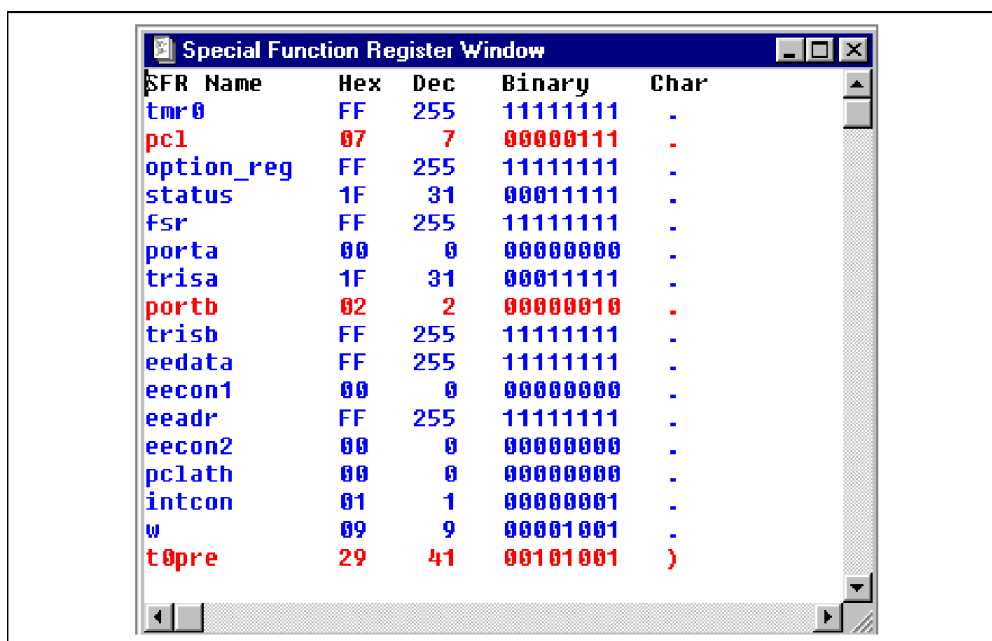 Special Function Register Window
SFR Name Hex Dec Binary Char
tmr0 FF 255 11111111 .
pcl 07 7 00000111 .
option_reg FF 255 11111111 .
status 1F 31 00011111 .
fsr FF 255 11111111 .
porta 00 0 00000000 .
trisa 1F 31 00011111 .
portb 02 2 00000010 .
trisb FF 255 11111111 .
eedata FF 255 11111111 .
eecon1 00 0 00000000 .
eeadr FF 255 11111111 .
eecon2 00 0 00000000 .
pclath 00 0 00000000 .
intcon 01 1 00000001 .
w 09 9 00001001 .
t0pre 29 41 00101001 )